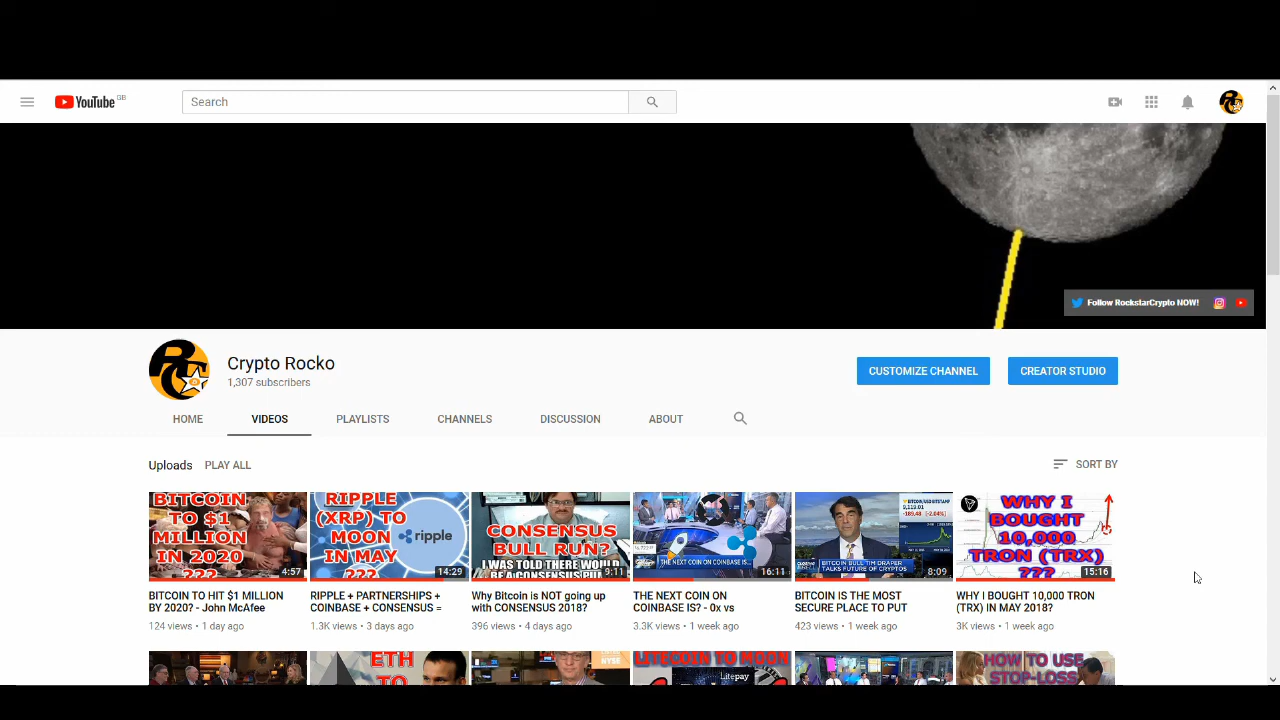 YouTube GB
Search
Follow RockstarCrypto NOW!
Crypto Rocko
1,307 subscribers
CUSTOMIZE CHANNEL
CREATOR STUDIO
HOME
VIDEOS
PLAYLISTS
CHANNELS
DISCUSSION
ABOUT
Uploads
PLAY ALL
SORT BY
BITCOIN
TO $1
MILLION
IN 2020
???
4:57
RIPPLE
(XRP) TO
MOON
IN MAY
???
ripple
14:29
CONSENSUS
BULL RUN?
I WAS TOLD THERE WOULD
9:11
THE NEXT COIN ON COINBASE IS...
16:11
BITCOIN/USD BITSTAMP
BITCOIN BULL TIM DRAPER
TALKS FUTURE OF CRYPTOS
8:09
WHY I
BOUGHT
10,000
TRON (TRX)
???
15:16
BITCOIN TO HIT $1 MILLION
BY 2020? - John McAfee
124 views • 1 day ago
RIPPLE + PARTNERSHIPS +
COINBASE + CONSENSUS =
1.3K views • 3 days ago
Why Bitcoin is NOT going up
with CONSENSUS 2018?
396 views • 4 days ago
THE NEXT COIN ON
COINBASE IS? - 0x vs
3.3K views • 1 week ago
BITCOIN IS THE MOST
SECURE PLACE TO PUT
423 views • 1 week ago
WHY I BOUGHT 10,000 TRON
(TRX) IN MAY 2018?
3K views • 1 week ago
ETH
TO
NYSE
LITECOIN TO MOON
Litepay
HOW TO USE
STOP-LOSS